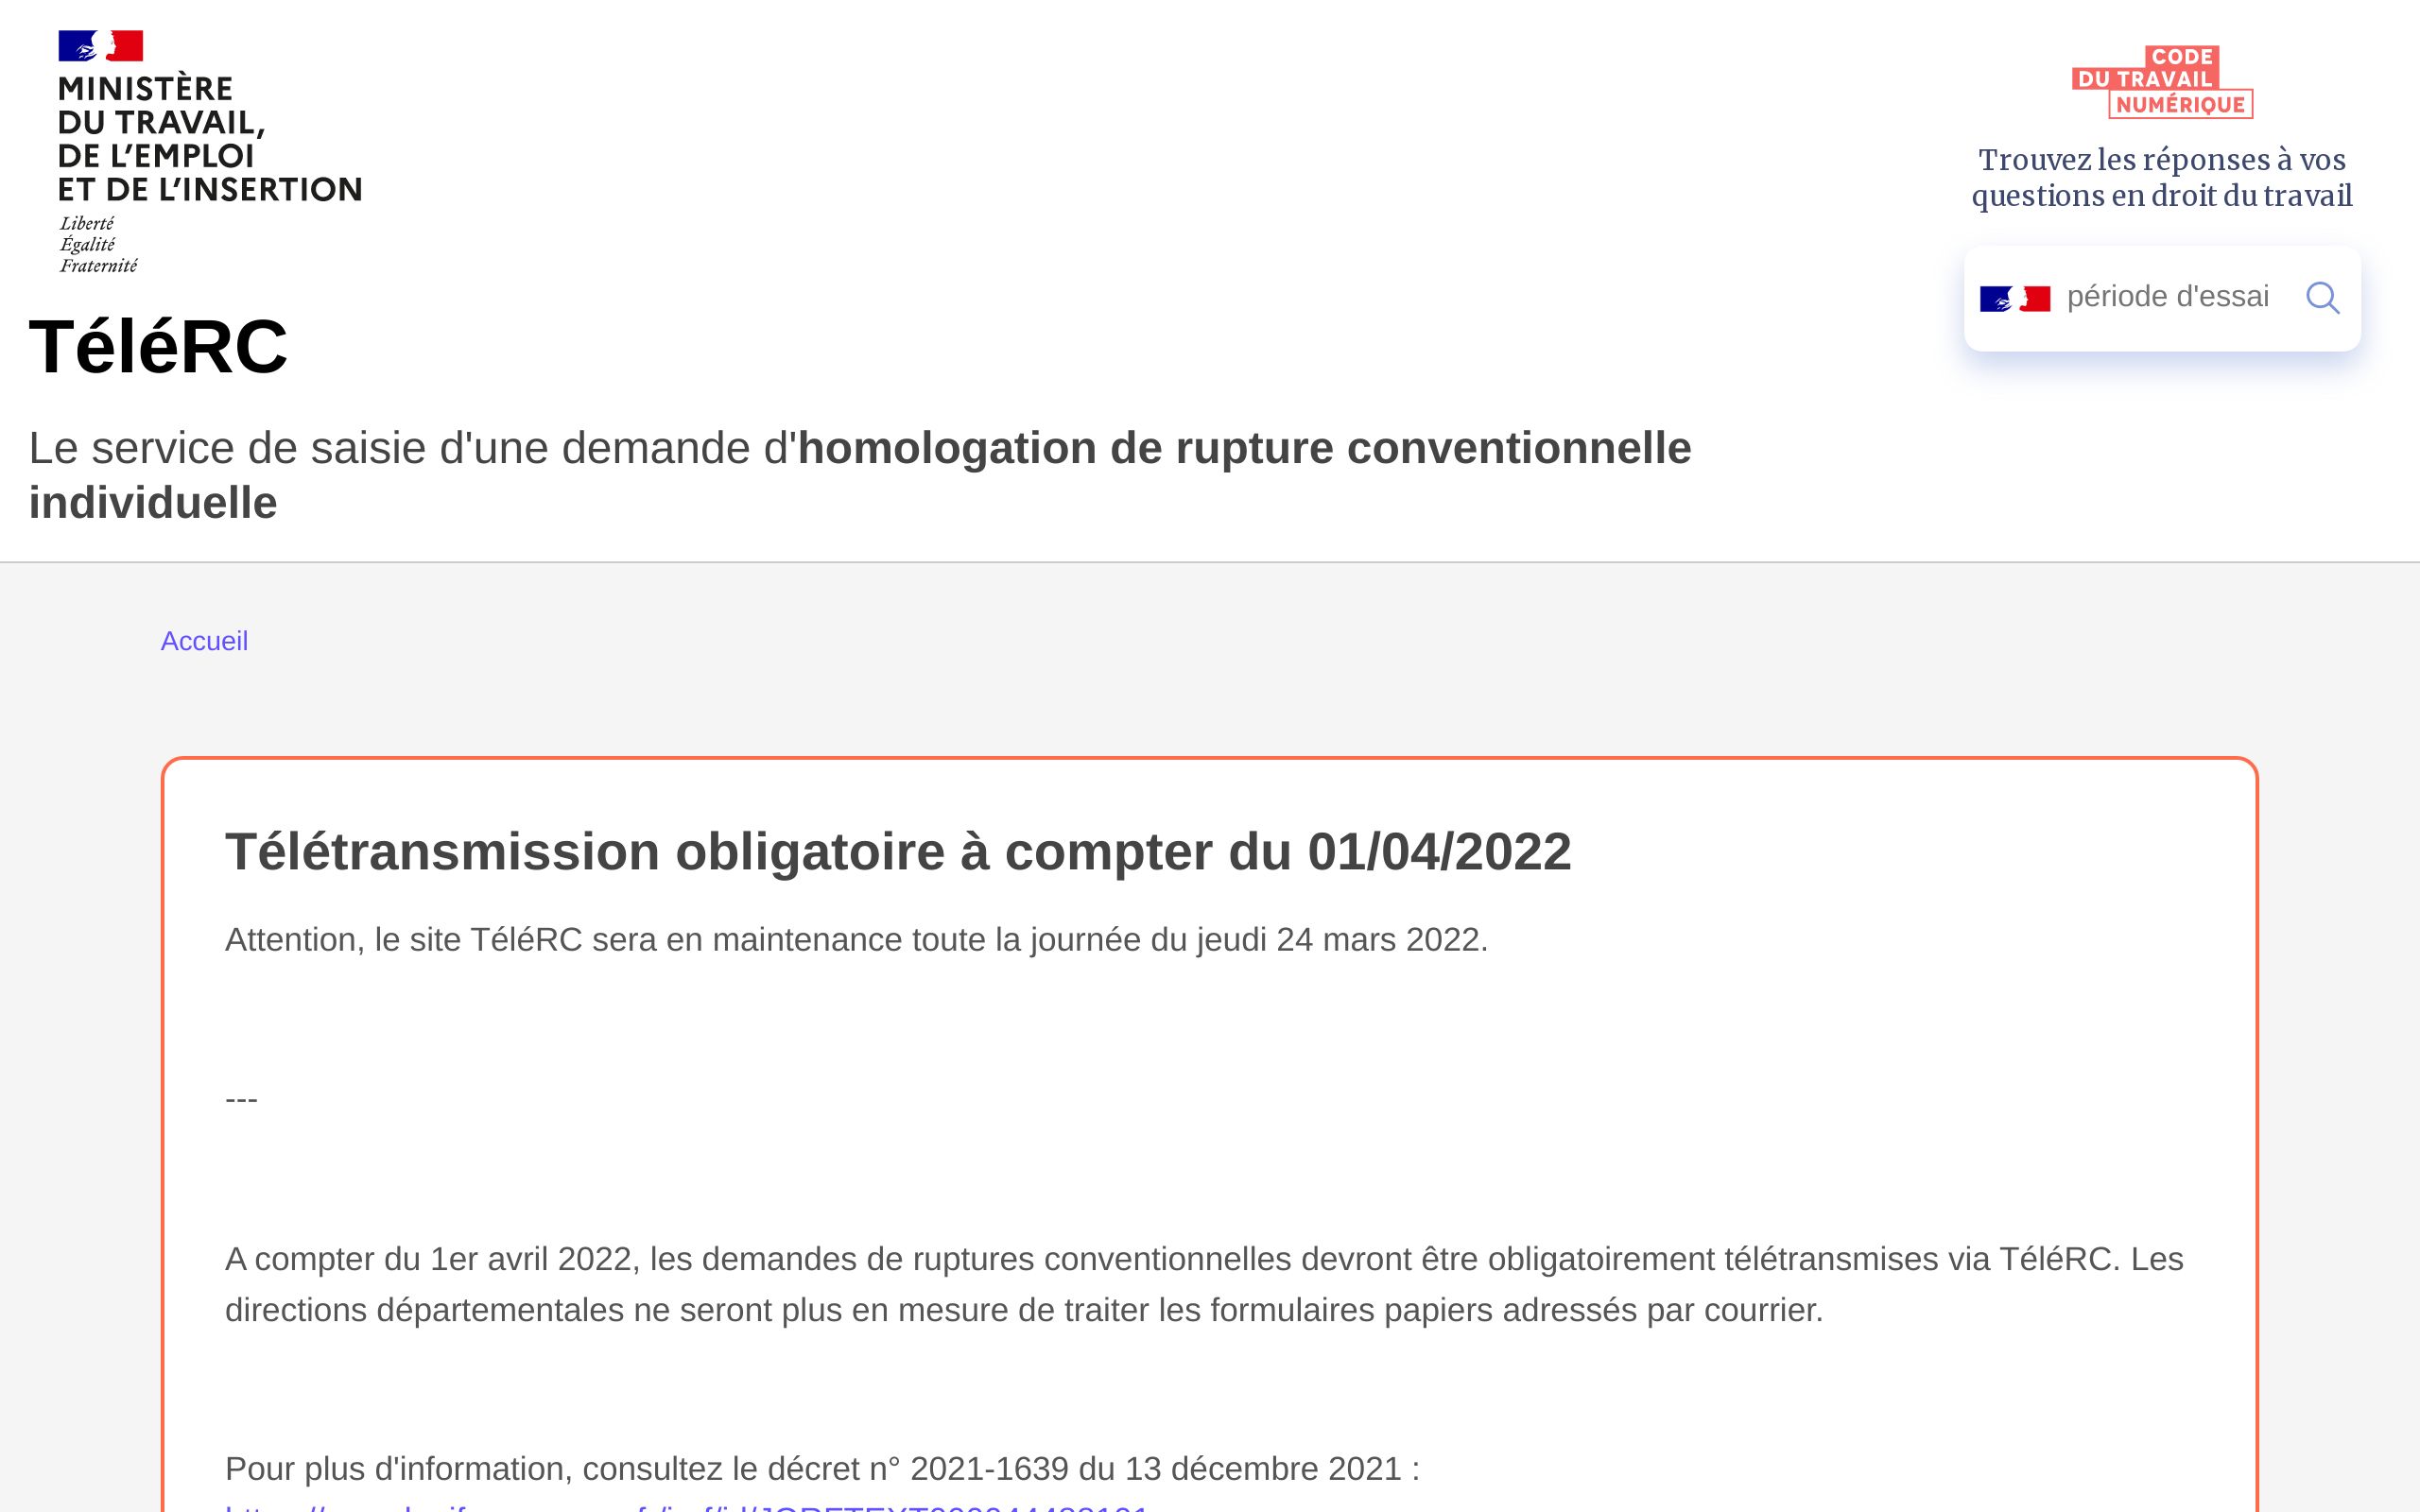 MINISTÈRE
DU TRAVAIL,
DE L'EMPLOI
ET DE L'INSERTION
Liberté
Égalité
Fraternité
CODE
DU TRAVAIL
NUMÉRIQUE
Trouvez les réponses à vos
questions en droit du travail
période d'essai
TéléRC
Le service de saisie d'une demande d'homologation de rupture conventionnelle
individuelle
Accueil
Télétransmission obligatoire à compter du 01/04/2022
Attention, le site TéléRC sera en maintenance toute la journée du jeudi 24 mars 2022.
---
A compter du 1er avril 2022, les demandes de ruptures conventionnelles devront être obligatoirement télétransmises via TéléRC. Les
directions départementales ne seront plus en mesure de traiter les formulaires papiers adressés par courrier.
Pour plus d'information, consultez le décret n° 2021-1639 du 13 décembre 2021 :